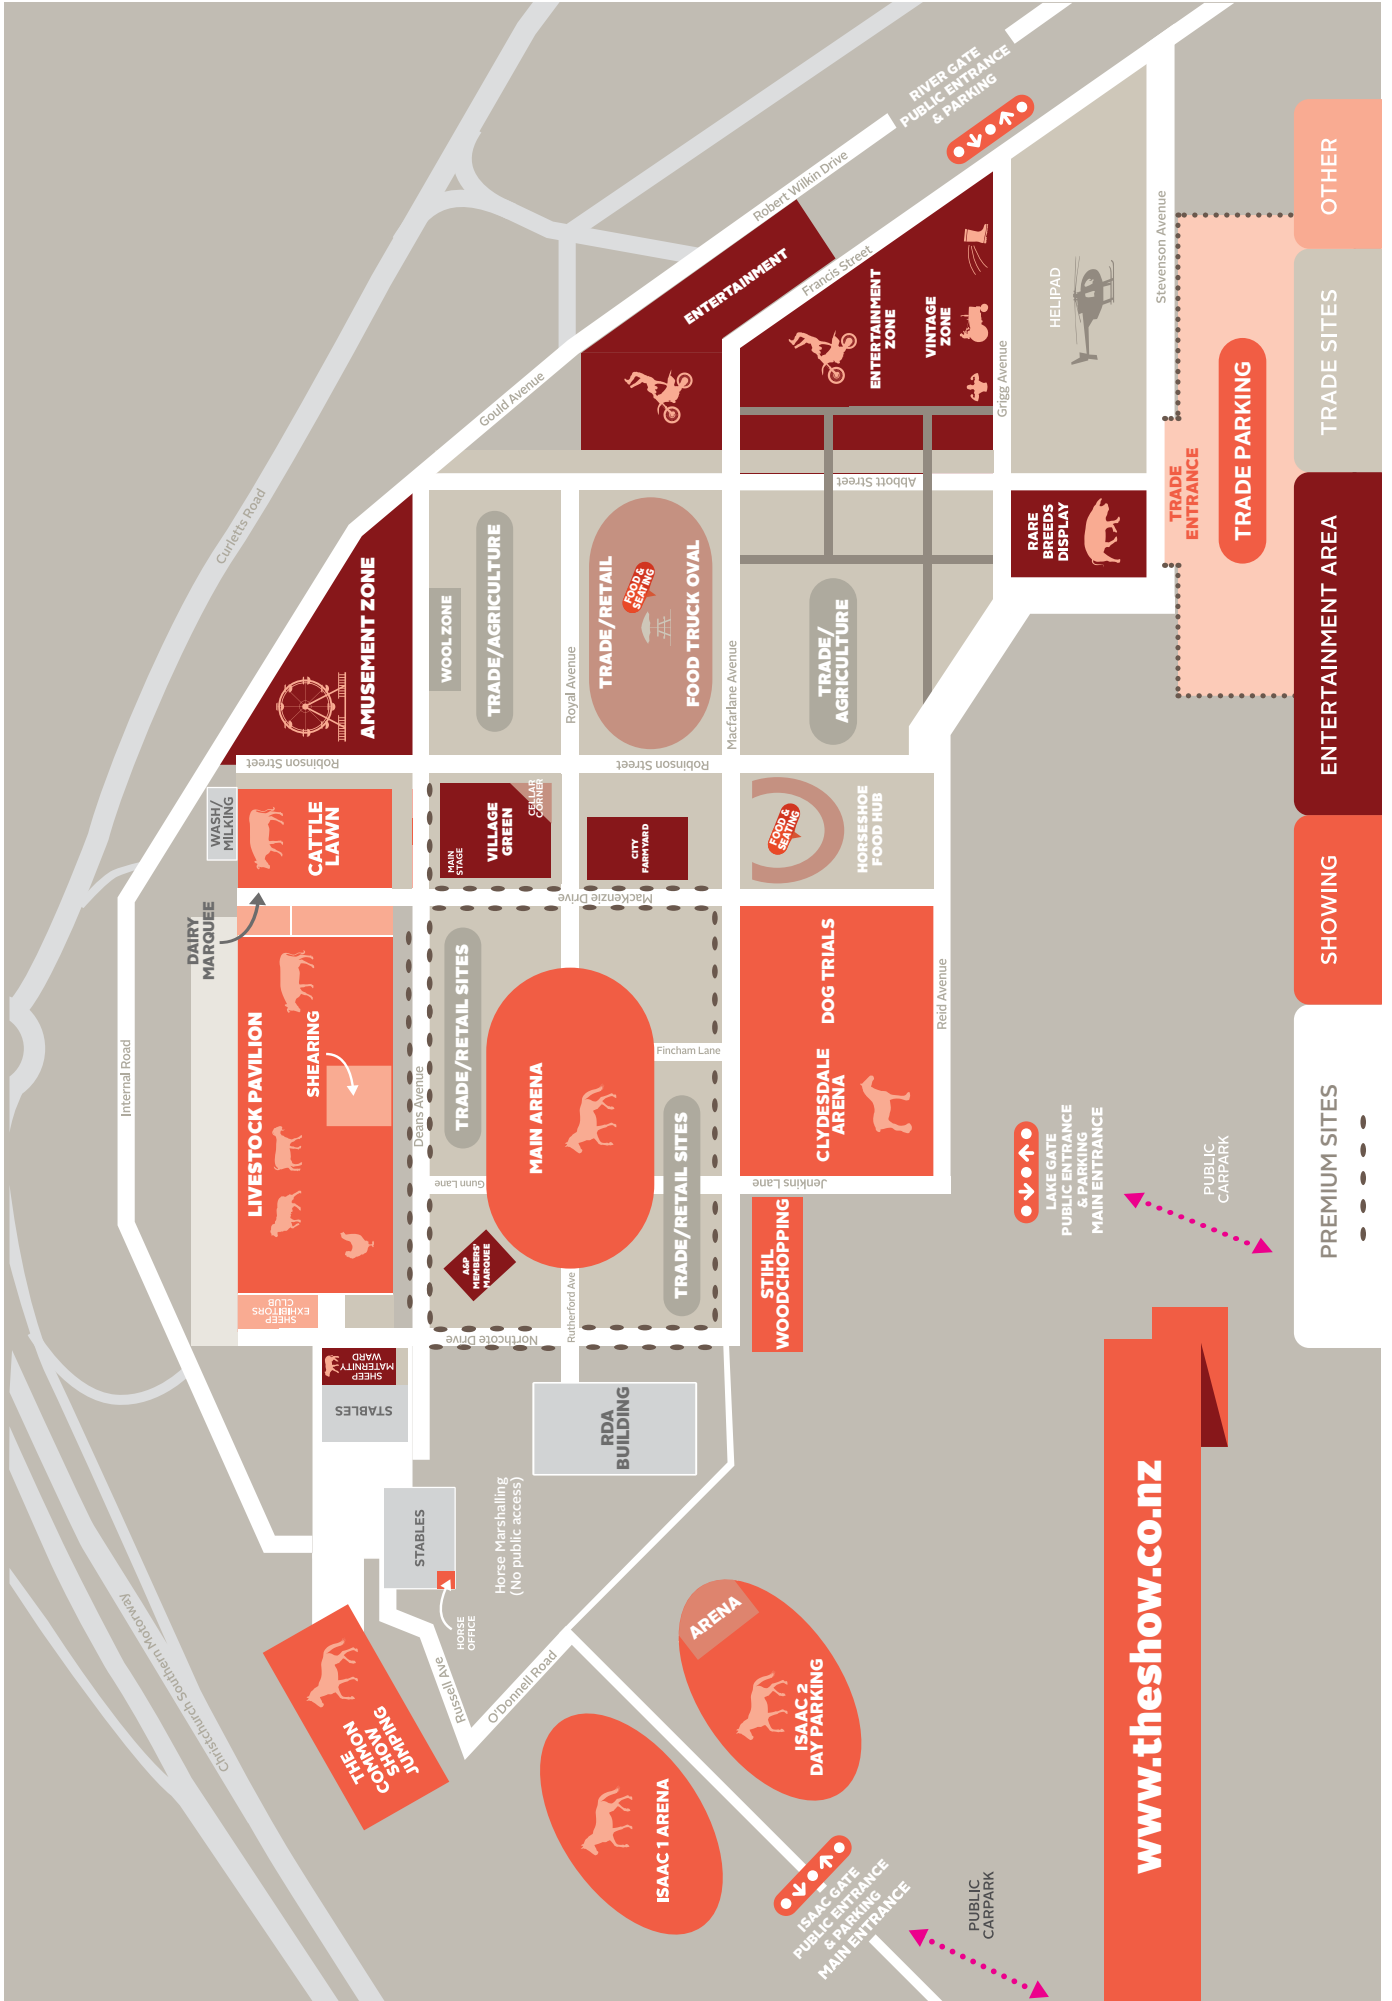 RIVER GATE
PUBLIC ENTRANCE
& PARKING
Robert Wilkin Drive
ENTERTAINMENT
Francis Street
ENTERTAINMENT
ZONE
VINTAGE
ZONE
HELIPAD
Stevenson Avenue
Grigg Avenue
Gould Avenue
Abbott Street
Curletts Road
RARE
BREEDS
DISPLAY
TRADE
ENTRANCE
TRADE PARKING
AMUSEMENT ZONE
WOOL ZONE
TRADE/AGRICULTURE
Royal Avenue
TRADE/RETAIL
FOOD &
SEATING
FOOD TRUCK OVAL
Macfarlane Avenue
TRADE/
AGRICULTURE
Robinson Street
Robinson Street
WASH/
MILKING
CATTLE
LAWN
MAIN
STAGE
VILLAGE
GREEN
CELLAR
CORNER
CITY
FARMYARD
FOOD &
SEATING
HORSESHOE
FOOD HUB
MacKenzie Drive
DAIRY
MARQUEE
LIVESTOCK PAVILION
SHEARING
Internal Road
Deans Avenue
TRADE/RETAIL SITES
MAIN ARENA
Fincham Lane
TRADE/RETAIL SITES
DOG TRIALS
CLYDESDALE
ARENA
Reid Avenue
Gunn Lane
Jenkins Lane
A&P
MEMBERS'
MARQUEE
STIHL
WOODCHOPPING
SHEEP
EXHIBITORS
CLUB
Northcote Drive
Rutherford Ave
SHEEP
MATERNITY
WARD
STABLES
RDA
BUILDING
STABLES
Horse Marshalling
(No public access)
HORSE
OFFICE
Russell Ave
O'Donnell Road
Christchurch Southern Motorway
THE
COMMON
SHOW
JUMPING
ISAAC 1 ARENA
ARENA
ISAAC 2
DAY PARKING
ISAAC GATE
PUBLIC ENTRANCE
& PARKING
MAIN ENTRANCE
PUBLIC
CARPARK
LAKE GATE
PUBLIC ENTRANCE
& PARKING
MAIN ENTRANCE
PUBLIC
CARPARK
www.theshow.co.nz
PREMIUM SITES
SHOWING
ENTERTAINMENT AREA
TRADE SITES
OTHER